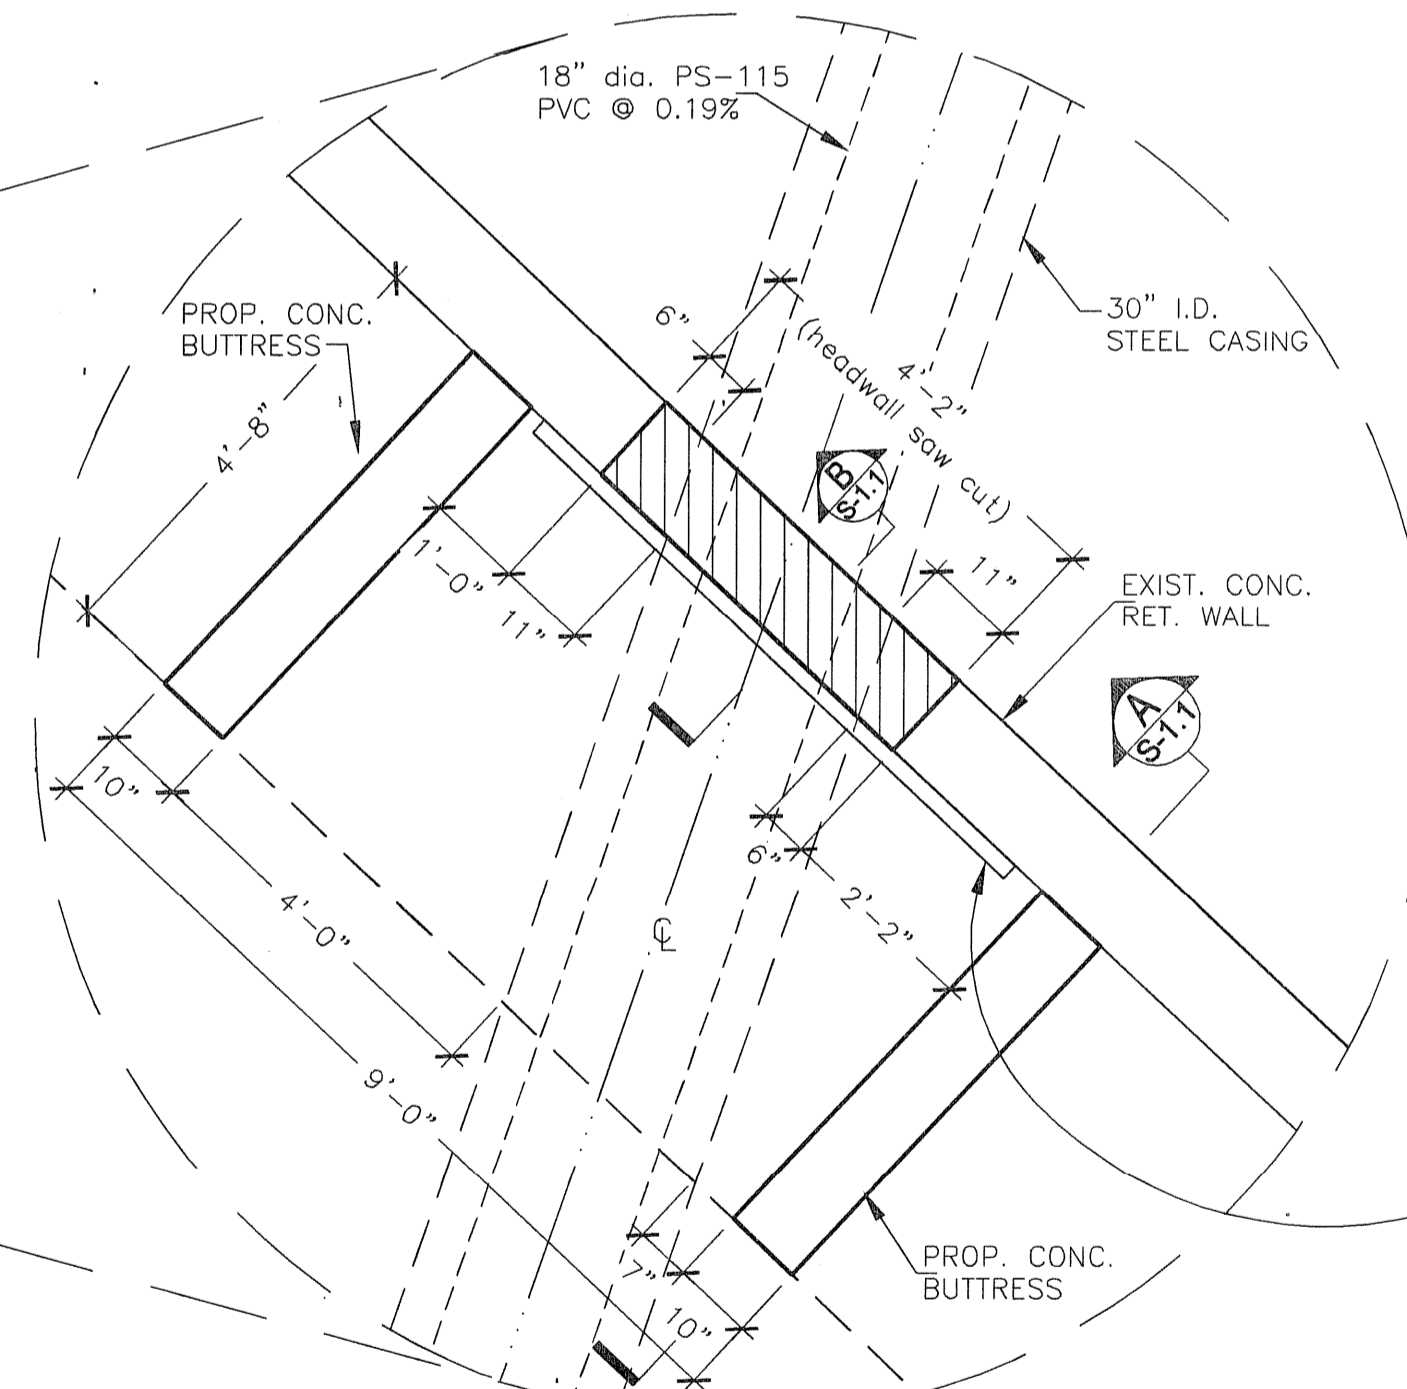 18" dia. PS-115
PVC @ 0.19%
PROP. CONC.
BUTTRESS
6"
(headwall saw cut)
4'-2"
30" I.D.
STEEL CASING
4'-8"
B
S-1.1
1'-0"
11"
11"
EXIST. CONC.
RET. WALL
A
S-1.1
10"
6"
2'-2"
4'-0"
CL
9'-0"
7"
10"
PROP. CONC.
BUTTRESS